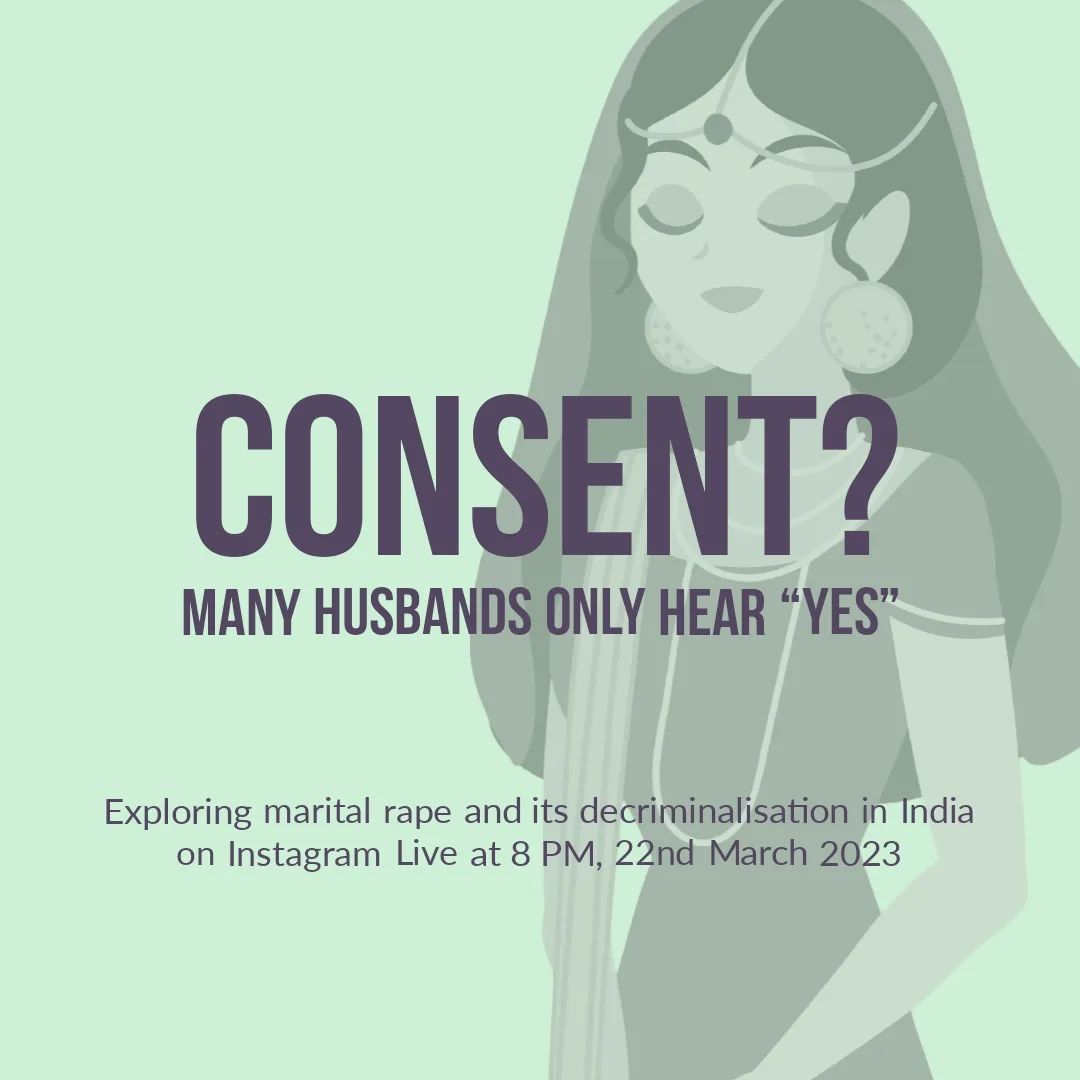 CONSENT?
MANY HUSBANDS ONLY HEAR “YES”
Exploring marital rape and its decriminalisation in India
on Instagram Live at 8 PM, 22nd March 2023